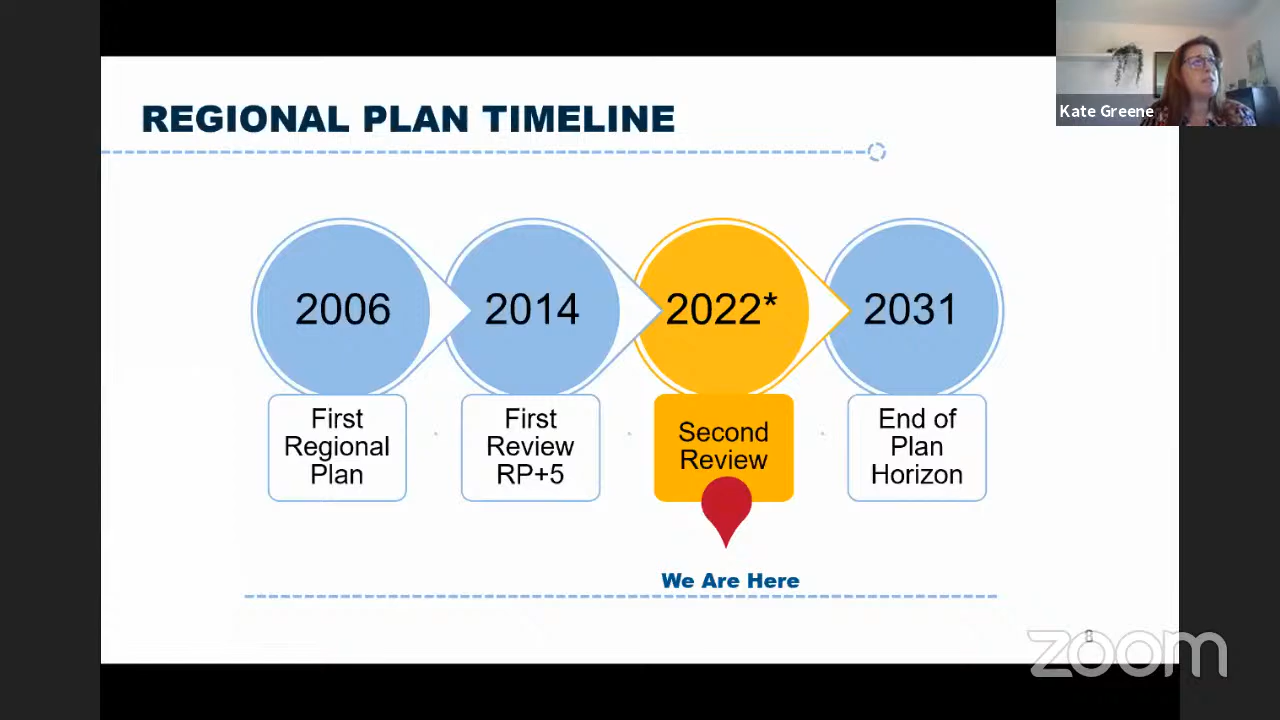 Kate Greene
REGIONAL PLAN TIMELINE
2006
2014
2022*
2031
First
Regional
Plan
First
Review
RP+5
Second
Review
End of
Plan
Horizon
We Are Here
8
zoom